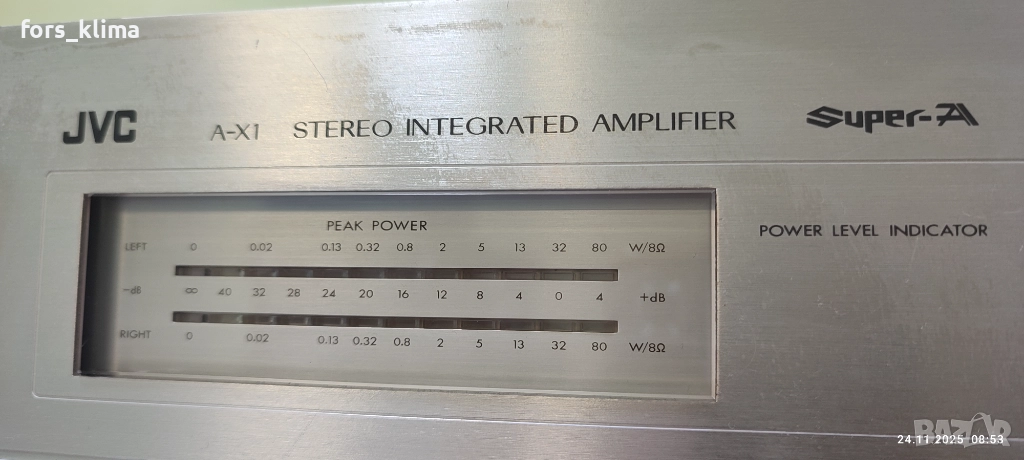 fors_klima
JVC A-X1 STEREO INTEGRATED AMPLIFIER Super-A
PEAK POWER
POWER LEVEL INDICATOR
LEFT 0 0.02 0.13 0.32 0.8 2 5 13 32 80 W/8Ω
-dB ∞ 40 32 28 24 20 16 12 8 4 0 4 +dB
RIGHT 0 0.02 0.13 0.32 0.8 2 5 13 32 80 W/8Ω
BAZAR
24.11.2025 08:53